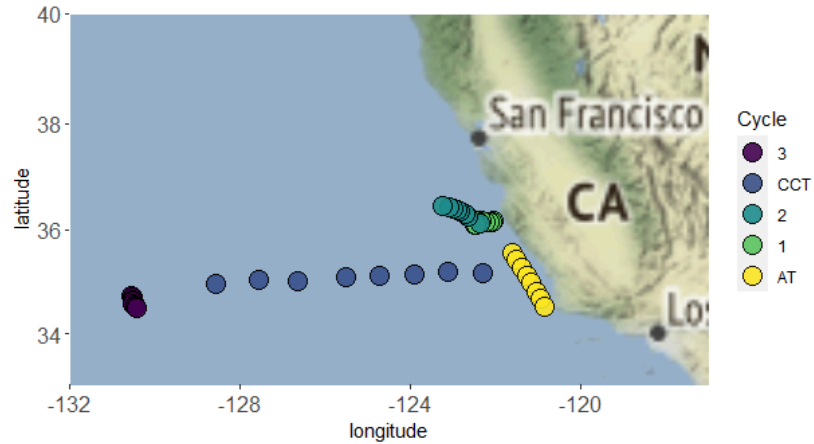 40
38
36
34
latitude
-132
-128
-124
-120
longitude
San Francisco
N
CA
Los
Cycle
3
CCT
2
1
AT